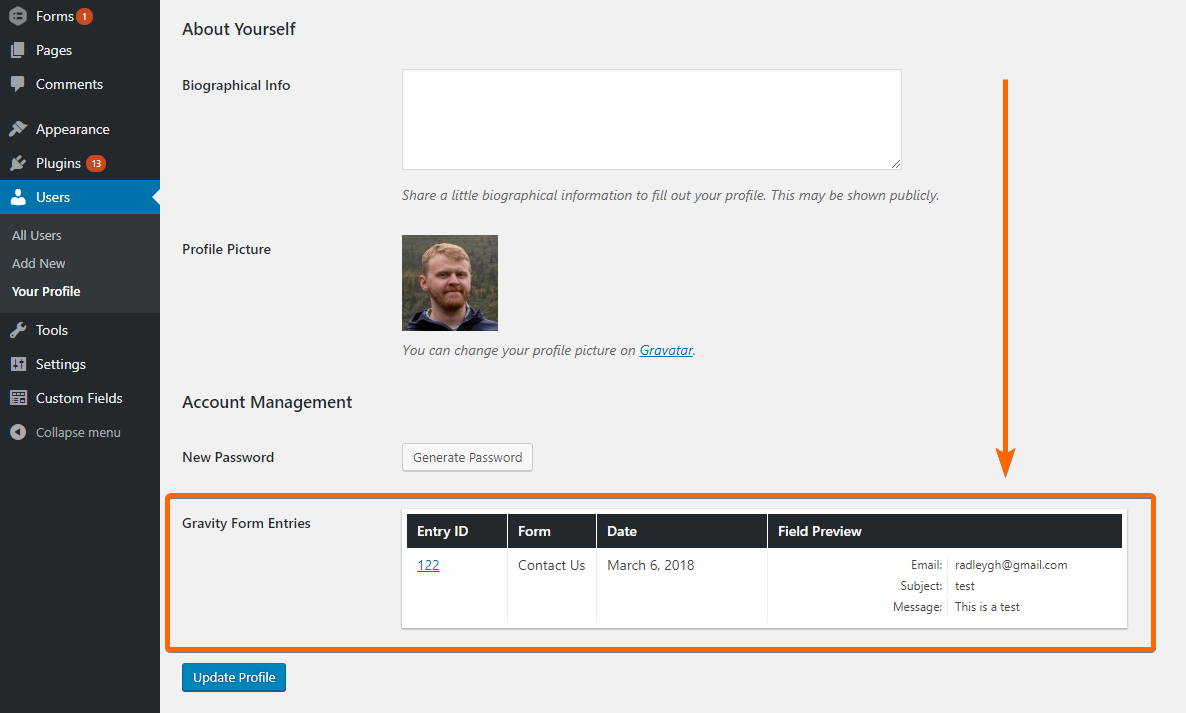 Forms 1
Pages
Comments
Appearance
Plugins 13
Users
All Users
Add New
Your Profile
Tools
Settings
Custom Fields
Collapse menu
About Yourself
Biographical Info
Share a little biographical information to fill out your profile. This may be shown publicly.
Profile Picture
You can change your profile picture on Gravatar.
Account Management
New Password Generate Password
Gravity Form Entries
Entry ID Form Date Field Preview
122 Contact Us March 6, 2018 Email: radleygh@gmail.com
Subject: test
Message: This is a test
Update Profile